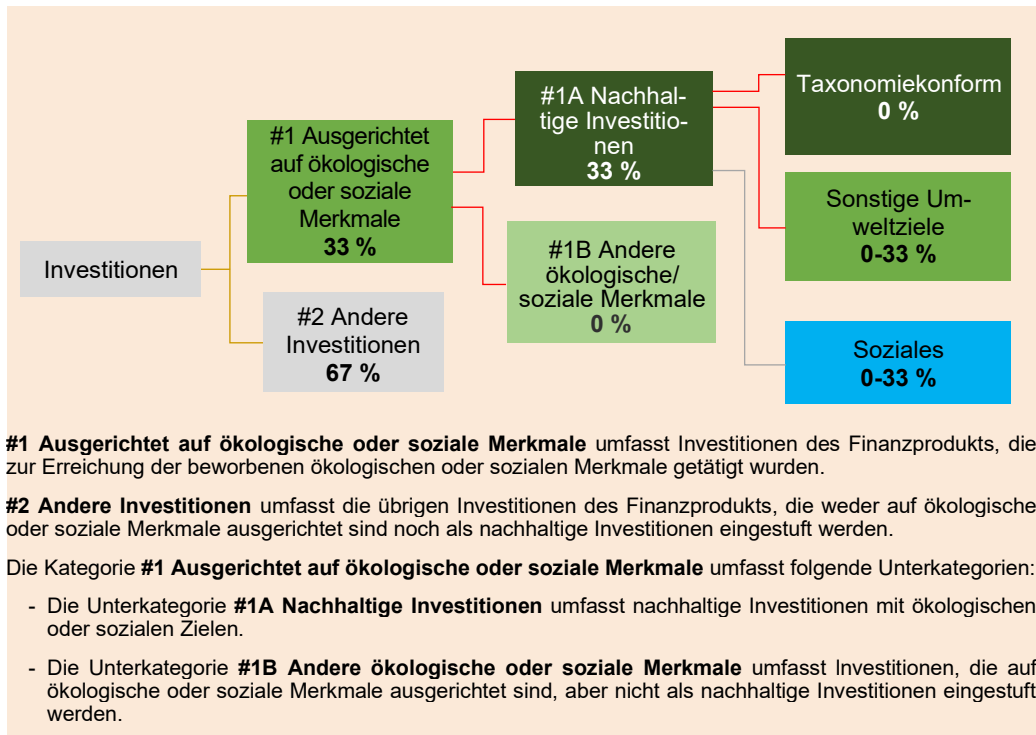 Investitionen
#1 Ausgerichtet
auf ökologische
oder soziale
Merkmale
33 %
#2 Andere
Investitionen
67 %
#1A Nachhal-
tige Investitio-
nen
33 %
#1B Andere
ökologische/
soziale Merkmale
0 %
Taxonomiekonform
0 %
Sonstige Um-
weltziele
0-33 %
Soziales
0-33 %
#1 Ausgerichtet auf ökologische oder soziale Merkmale umfasst Investitionen des Finanzprodukts, die
zur Erreichung der beworbenen ökologischen oder sozialen Merkmale getätigt wurden.
#2 Andere Investitionen umfasst die übrigen Investitionen des Finanzprodukts, die weder auf ökologische
oder soziale Merkmale ausgerichtet sind noch als nachhaltige Investitionen eingestuft werden.
Die Kategorie #1 Ausgerichtet auf ökologische oder soziale Merkmale umfasst folgende Unterkategorien:
- Die Unterkategorie #1A Nachhaltige Investitionen umfasst nachhaltige Investitionen mit ökologischen
oder sozialen Zielen.
- Die Unterkategorie #1B Andere ökologische oder soziale Merkmale umfasst Investitionen, die auf
ökologische oder soziale Merkmale ausgerichtet sind, aber nicht als nachhaltige Investitionen eingestuft
werden.